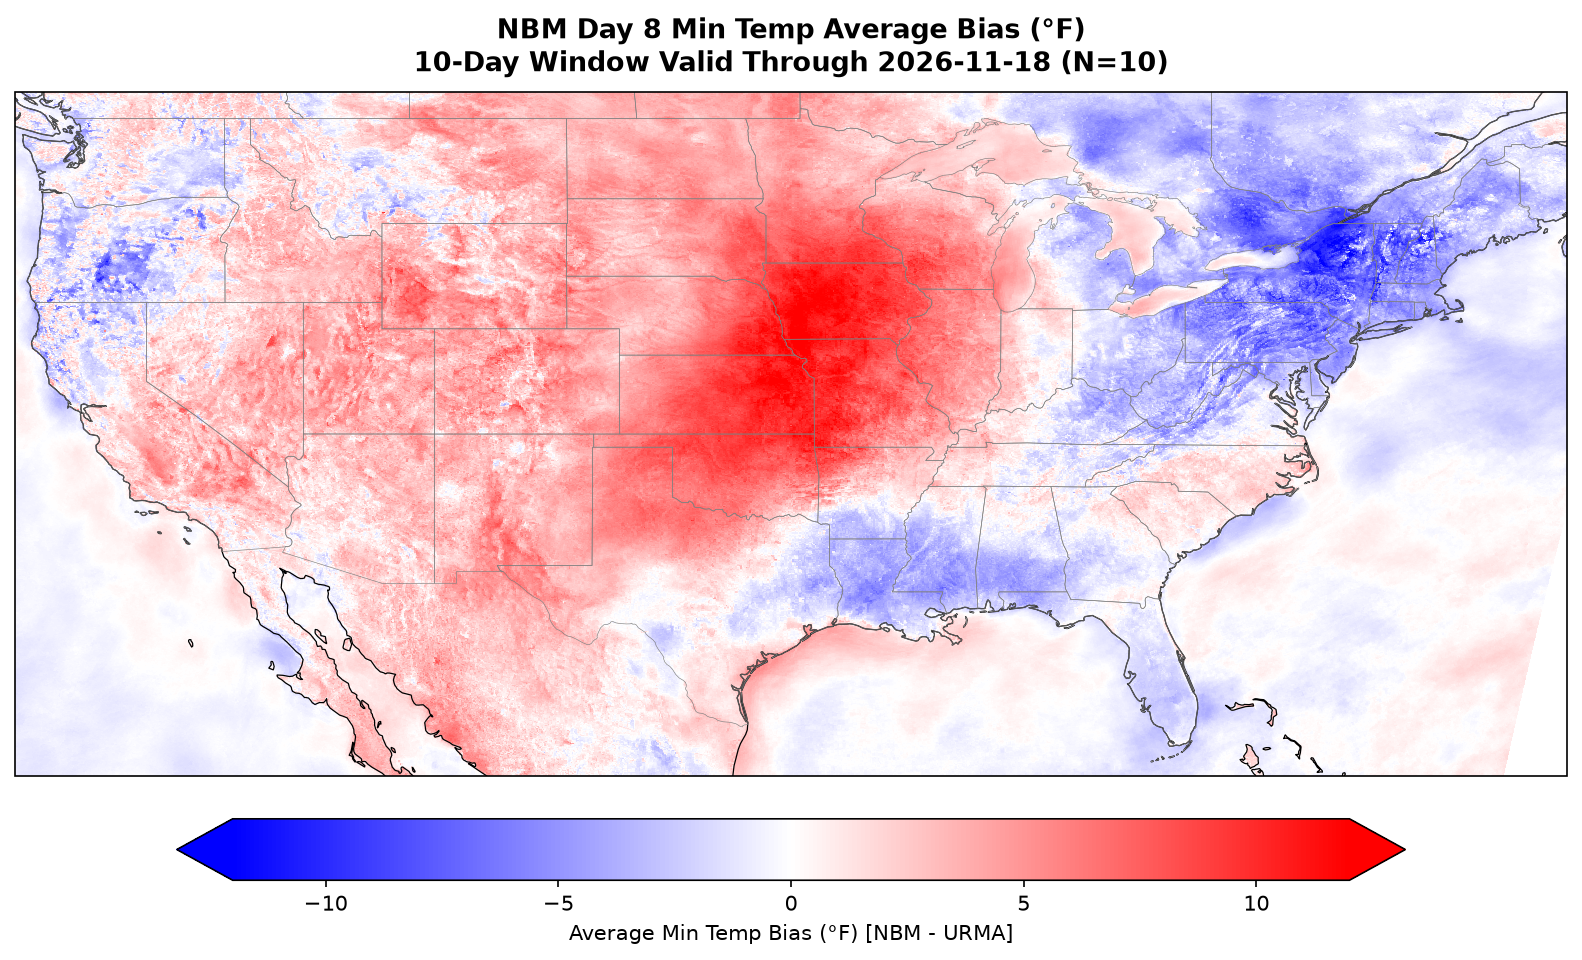 NBM Day 8 Min Temp Average Bias (°F)
10-Day Window Valid Through 2026-11-18 (N=10)
−10 −5 0 5 10
Average Min Temp Bias (°F) [NBM - URMA]